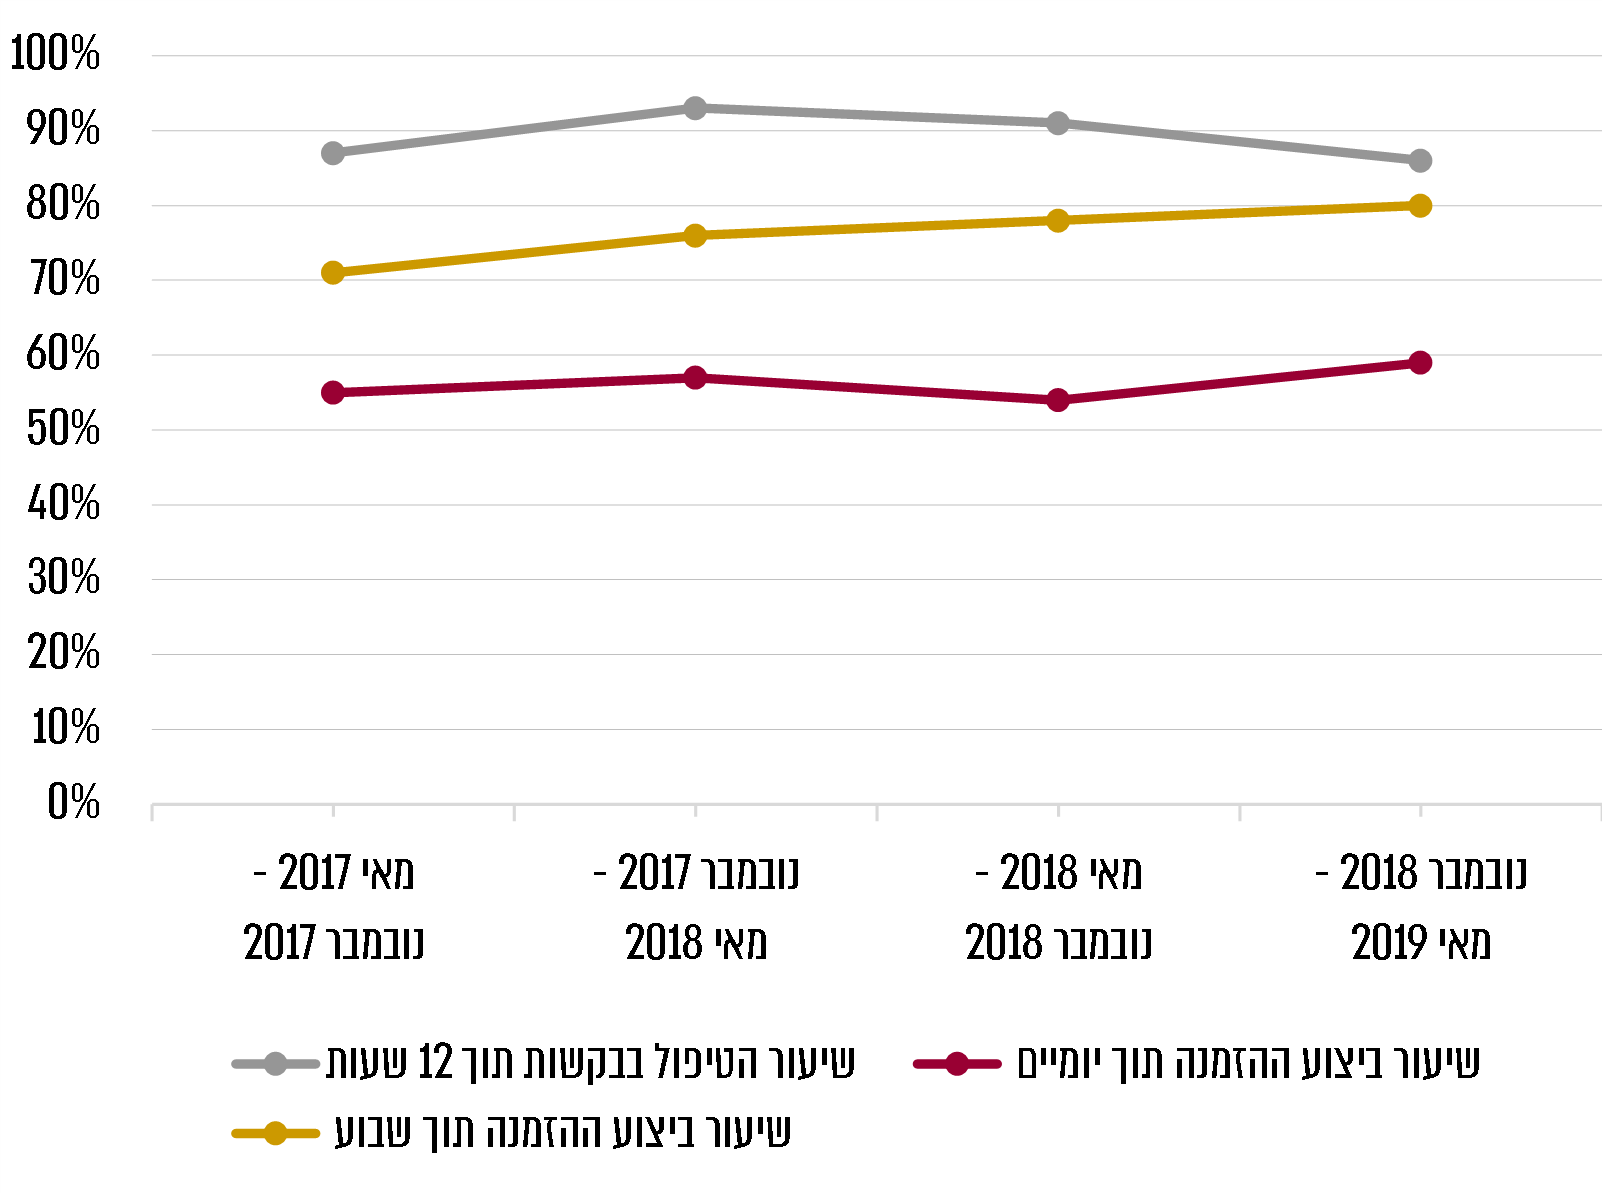 100%
90%
80%
70%
60%
50%
40%
30%
20%
10%
0%
מאי 2017 -
נובמבר 2017
נובמבר 2017 -
מאי 2018
מאי 2018 -
נובמבר 2018
נובמבר 2018 -
מאי 2019
שיעור הטיפול בבקשות תוך 12 שעות
שיעור ביצוע ההזמנה תוך יומיים
שיעור ביצוע ההזמנה תוך שבוע